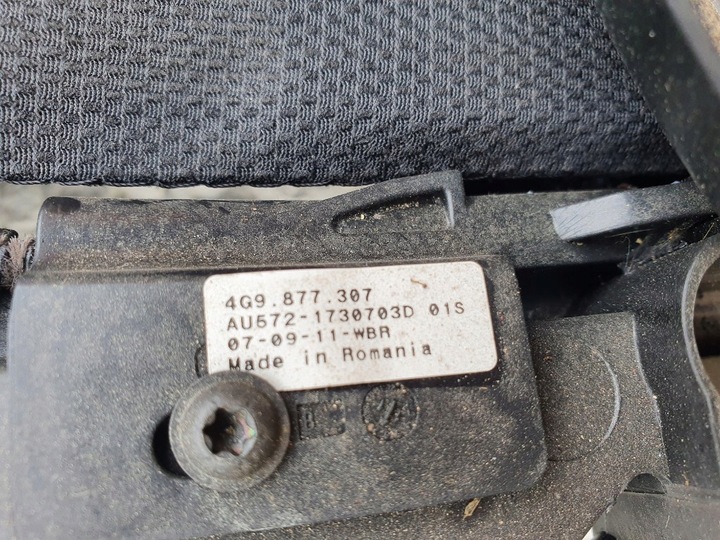 4G9.877.307
AU572-1730703D 01S
07-09-11-WBR
Made in Romania